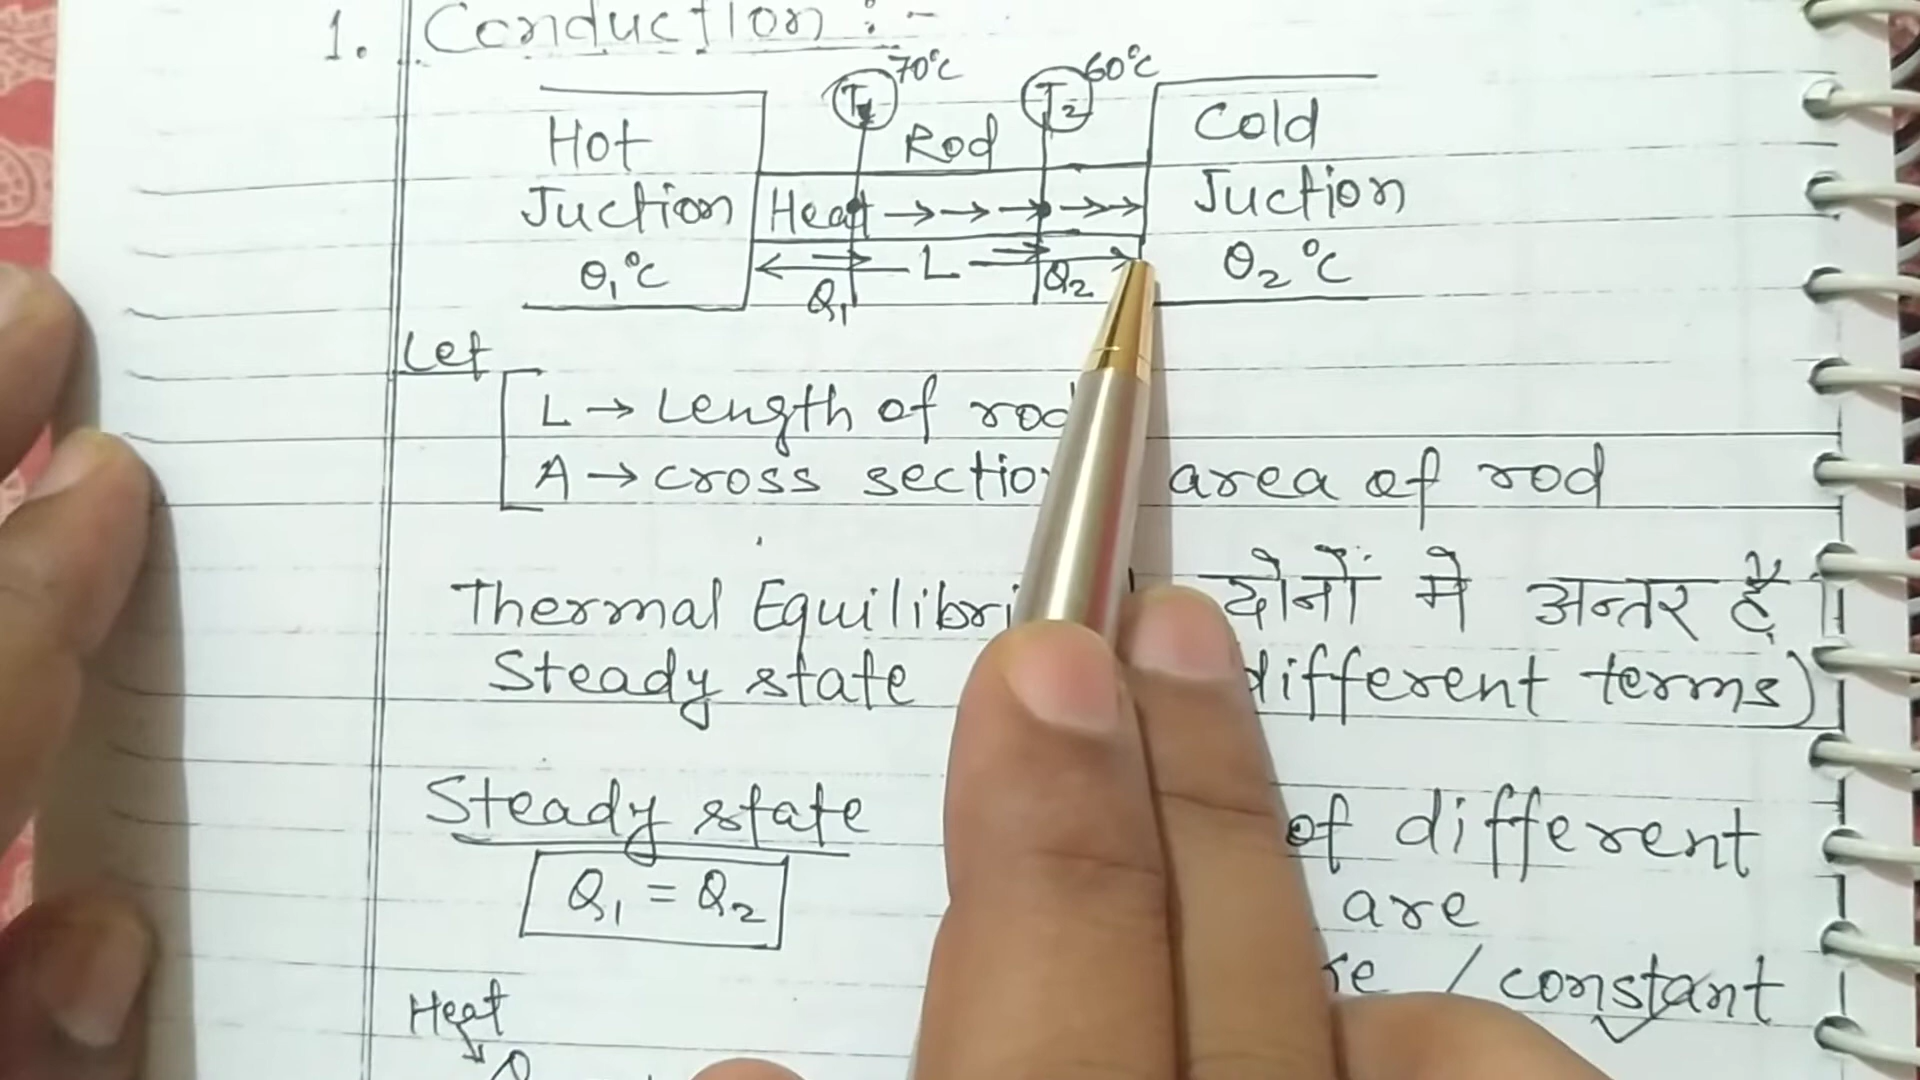 1. Conduction :-
T1 70°C T2 60°C
Hot Rod Cold
Juction Heat →→→ →→ Juction
θ1°C L θ2°C
Q1 Q2
Let
L → Length of rod
A → cross section area of rod
Thermal Equilibri दोनों मे अन्तर है
Steady state different terms)
Steady state of different
Q1 = Q2 are
/ constant
Heat
Q